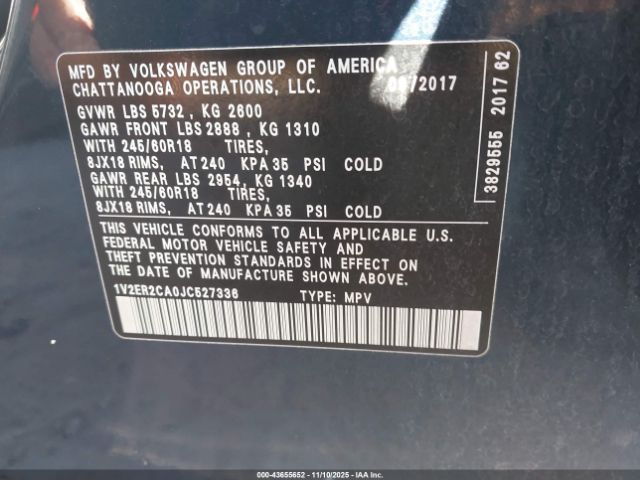 MFD BY VOLKSWAGEN GROUP OF AMERICA
CHATTANOOGA OPERATIONS, LLC. /2017
GVWR LBS 5732 , KG 2600
GAWR FRONT LBS 2888 , KG 1310
WITH 245/60R18 TIRES,
8JX18 RIMS, AT 240 KPA 35 PSI COLD
GAWR REAR LBS 2954, KG 1340
WITH 245/60R18 TIRES,
8JX18 RIMS, AT 240 KPA 35 PSI COLD
THIS VEHICLE CONFORMS TO ALL APPLICABLE U.S.
FEDERAL MOTOR VEHICLE SAFETY AND
THEFT PREVENTION STANDARDS IN EFFECT ON
THE DATE OF MANUFACTURE SHOWN ABOVE.
1V2ER2CA0JC527336 TYPE: MPV
3829555 2017 62
000-43655652 - 11/10/2025 - IAAI.CA